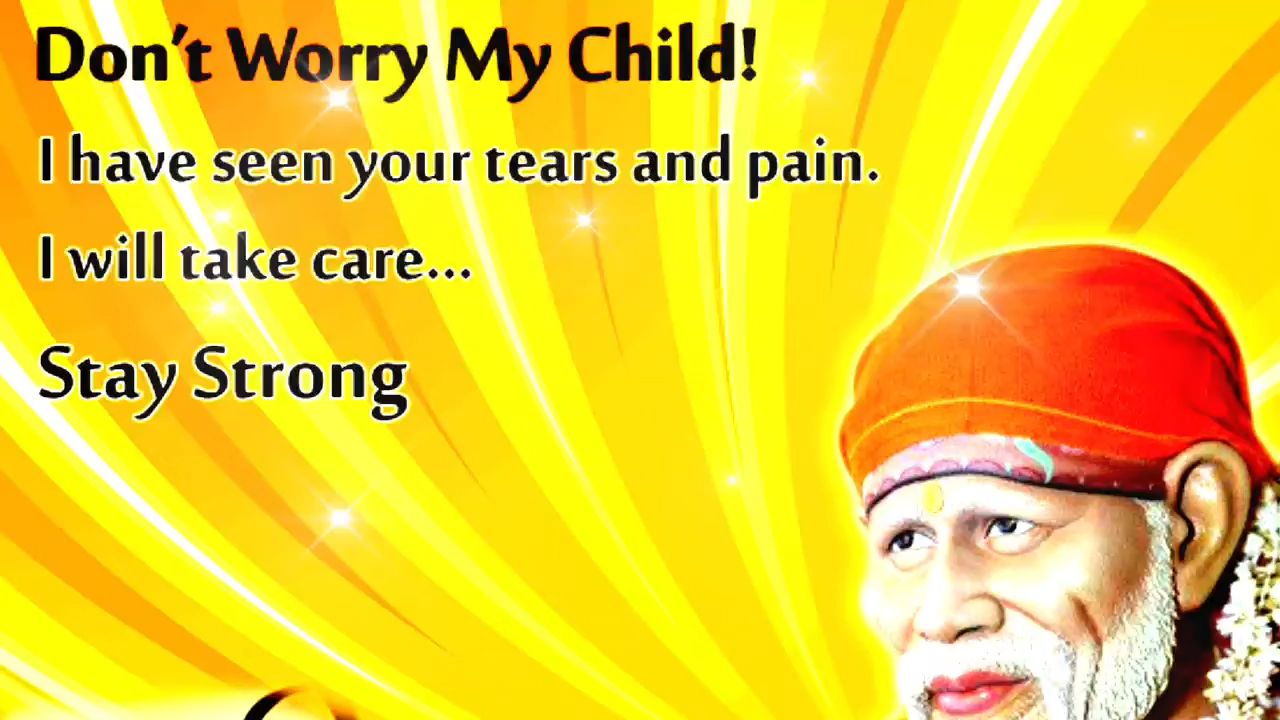 Don't Worry My Child!
I have seen your tears and pain.
I will take care...
Stay Strong